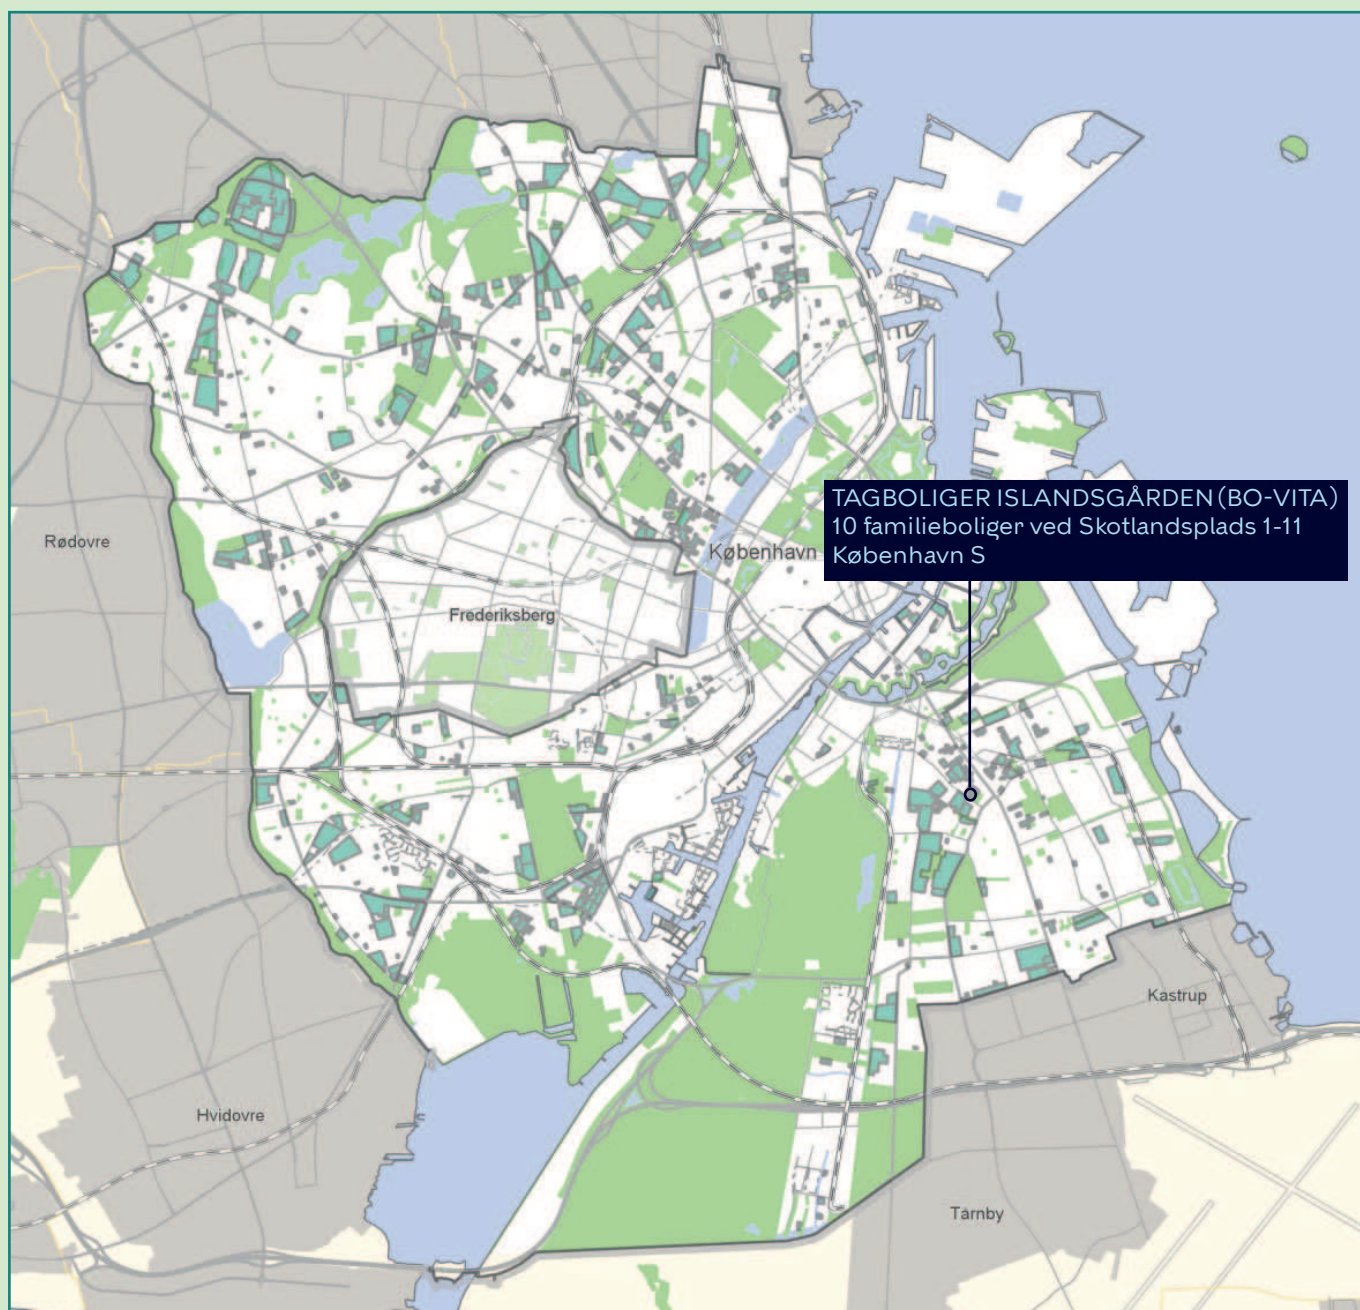 TAGBOLIGER ISLANDSGÅRDEN (BO-VITA)
10 familieboliger ved Skotlandsplads 1-11
København S
Rødovre
København
Frederiksberg
Kastrup
Hvidovre
Tårnby